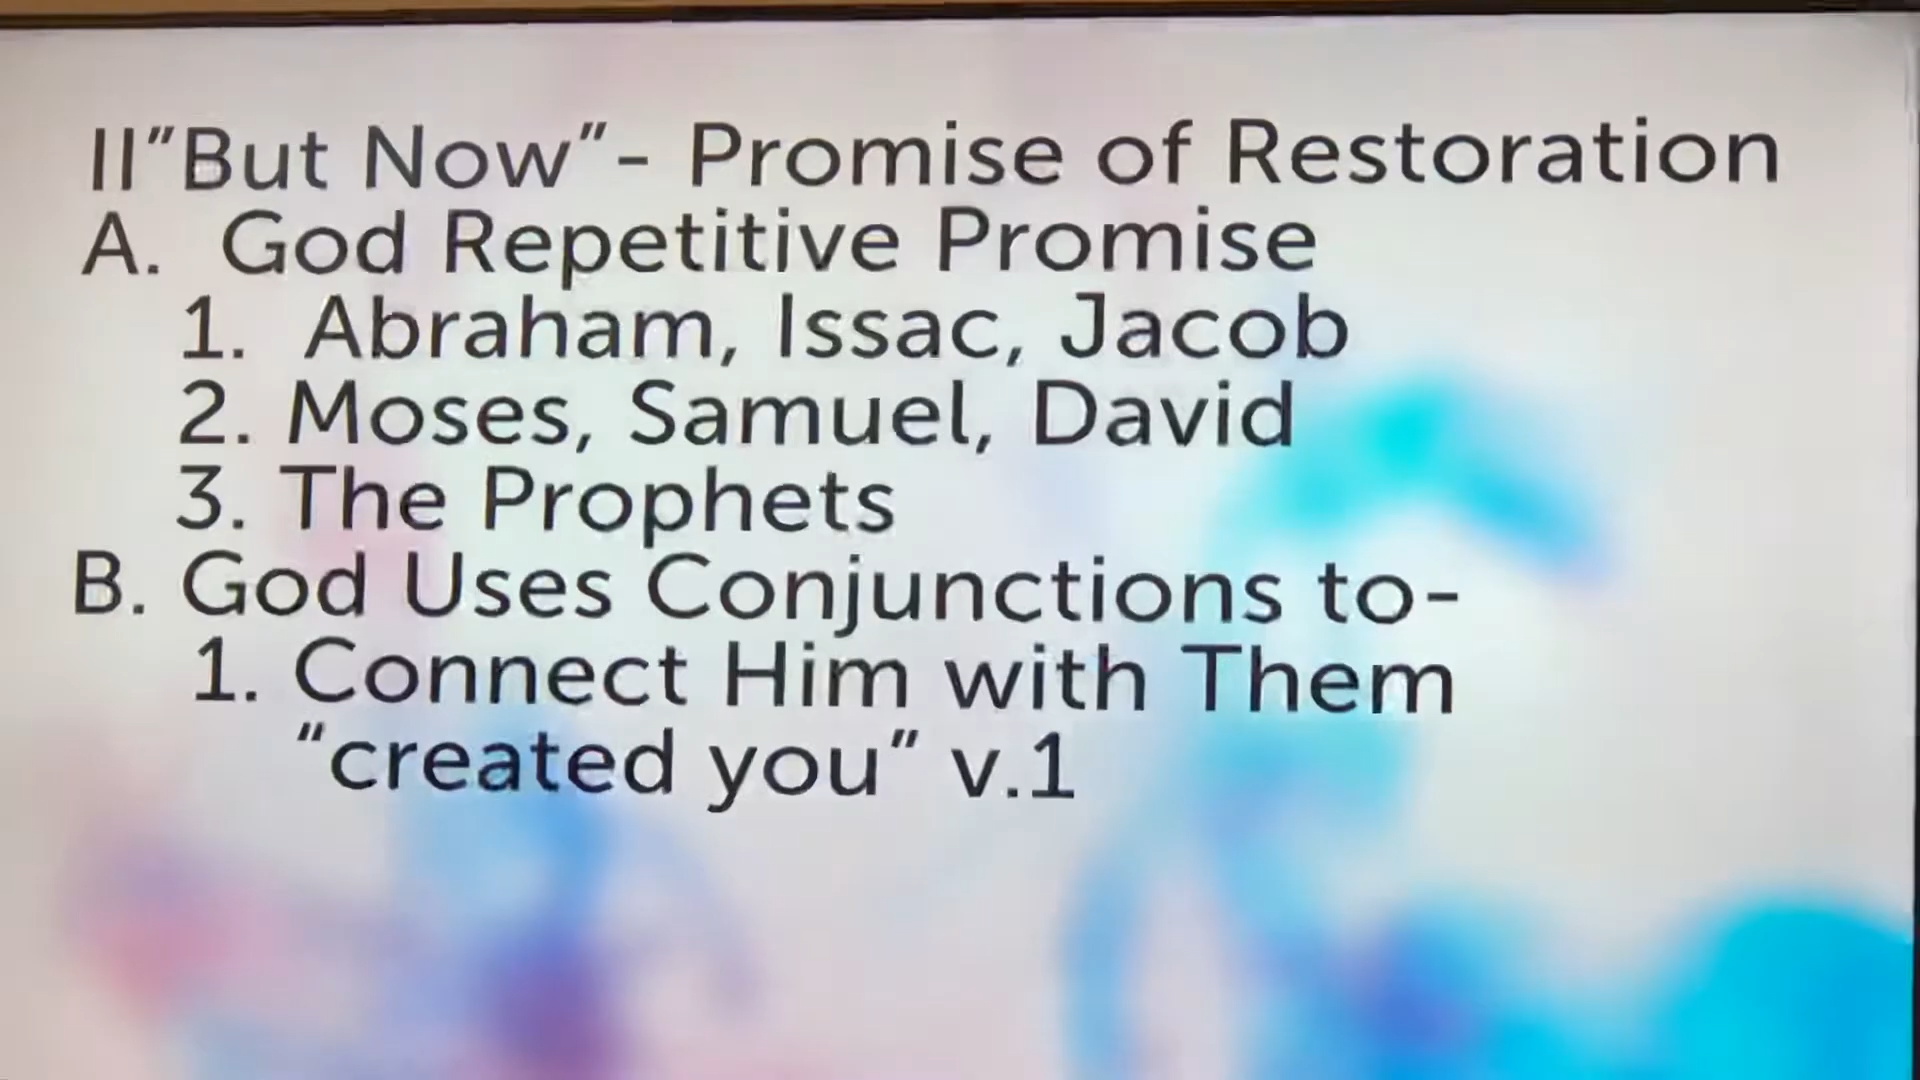 II"But Now"- Promise of Restoration
A. God Repetitive Promise
1. Abraham, Issac, Jacob
2. Moses, Samuel, David
3. The Prophets
B. God Uses Conjunctions to-
1. Connect Him with Them
“created you” v.1